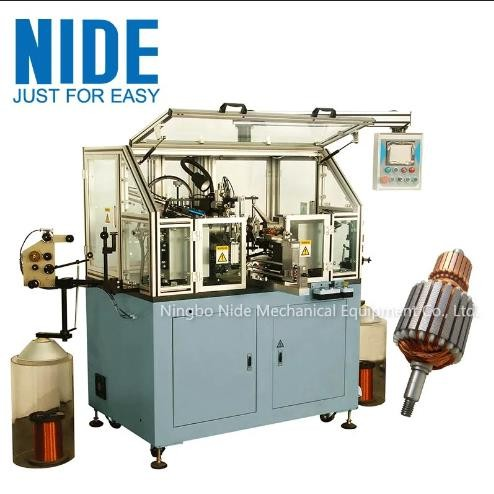 NIDE
JUST FOR EASY
Ningbo Nide Mechanical Equipment Co., Ltd